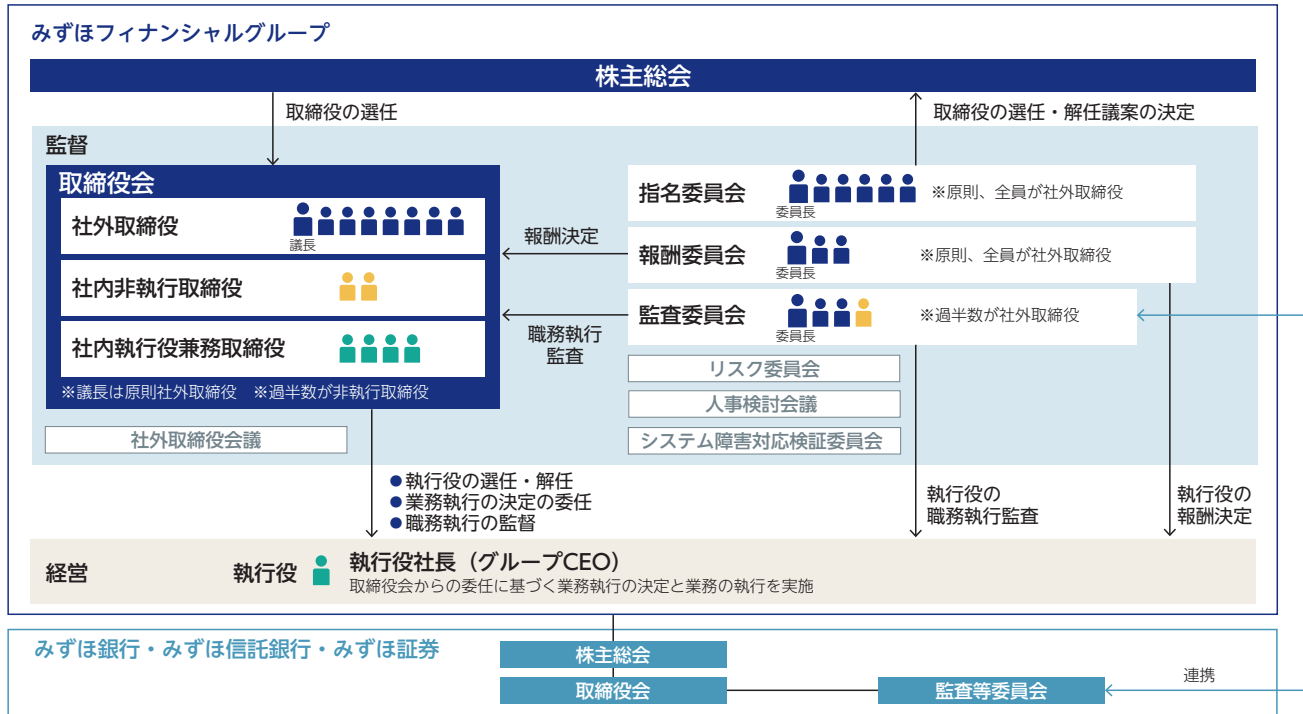 みずほフィナンシャルグループ
株主総会
取締役の選任
取締役の選任・解任議案の決定
監督
取締役会
社外取締役
議長
社内非執行取締役
社内執行役兼務取締役
※議長は原則社外取締役 ※過半数が非執行取締役
社外取締役会議
報酬決定
職務執行
監査
指名委員会
委員長
※原則、全員が社外取締役
報酬委員会
委員長
※原則、全員が社外取締役
監査委員会
委員長
※過半数が社外取締役
リスク委員会
人事検討会議
システム障害対応検証委員会
●執行役の選任・解任
●業務執行の決定の委任
●職務執行の監督
執行役の
職務執行監査
執行役の
報酬決定
経営
執行役
執行役社長（グループCEO）
取締役会からの委任に基づく業務執行の決定と業務の執行を実施
みずほ銀行・みずほ信託銀行・みずほ証券
株主総会
取締役会
監査等委員会
連携